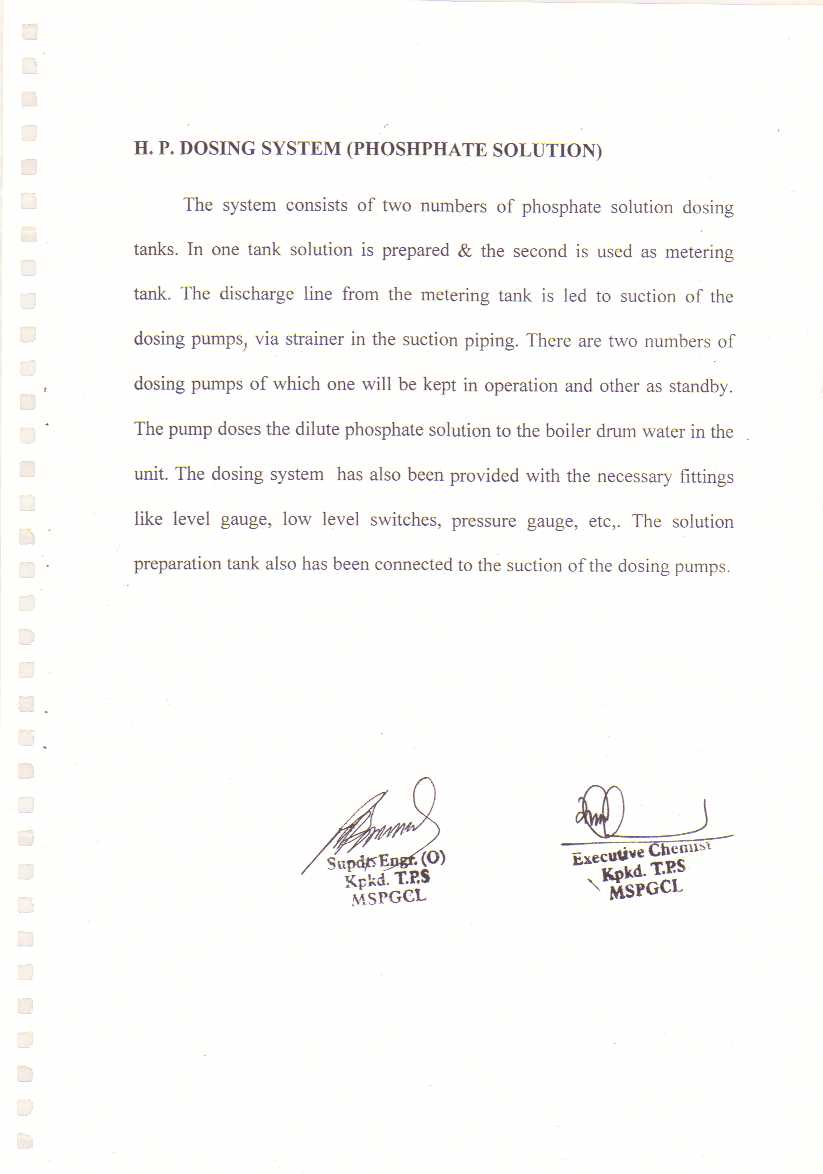 H. P. DOSING SYSTEM (PHOSHPHATE SOLUTION)
The system consists of two numbers of phosphate solution dosing
tanks. In one tank solution is prepared & the second is used as metering
tank. The discharge line from the metering tank is led to suction of the
dosing pumps, via strainer in the suction piping. There are two numbers of
dosing pumps of which one will be kept in operation and other as standby.
The pump doses the dilute phosphate solution to the boiler drum water in the
unit. The dosing system has also been provided with the necessary fittings
like level gauge, low level switches, pressure gauge, etc,. The solution
preparation tank also has been connected to the suction of the dosing pumps.
Supdt Engr. (O)
Kpkd. T.P.S
MSPGCL
Executive Chemist
Kpkd. T.P.S
MSPGCL